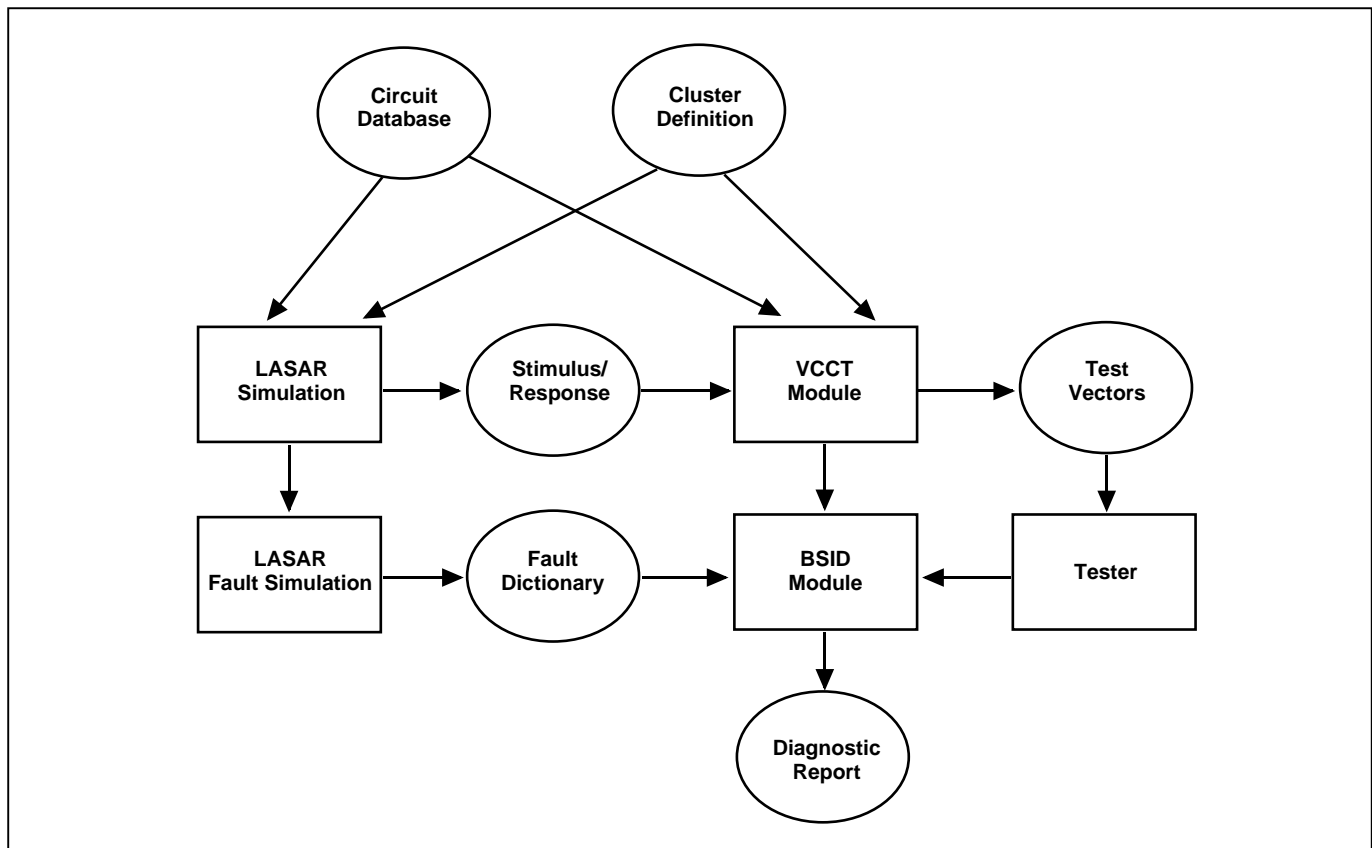 Circuit
Database
Cluster
Definition
LASAR
Simulation
Stimulus/
Response
VCCT
Module
Test
Vectors
LASAR
Fault Simulation
Fault
Dictionary
BSID
Module
Tester
Diagnostic
Report